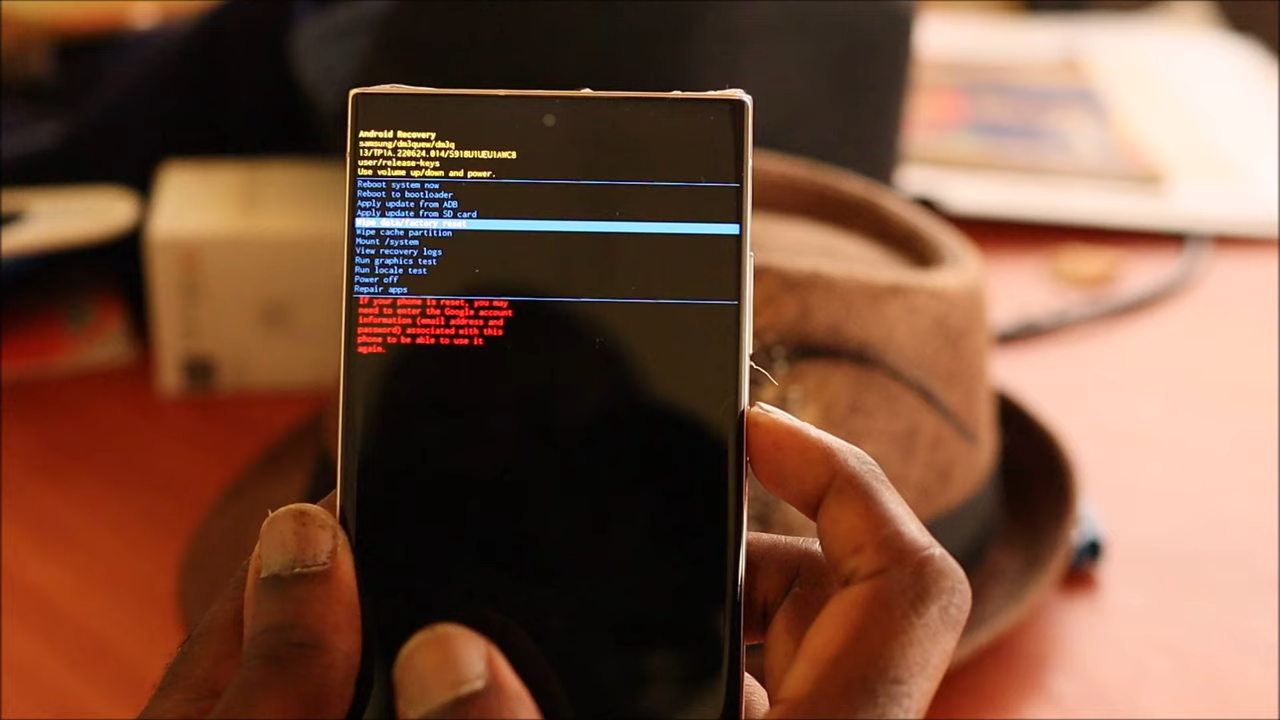 Android Recovery
samsung/dm3quew/dm3q
13/TP1A.220624.014/S918U1UEU1AWC8
user/release-keys
Use volume up/down and power.
Reboot system now
Reboot to bootloader
Apply update from ADB
Apply update from SD card
Wipe data/factory reset
Wipe cache partition
Mount /system
View recovery logs
Run graphics test
Run locale test
Power off
Repair apps
If your phone is reset, you may
need to enter the Google account
information (email address and
password) associated with this
phone to be able to use it
again.